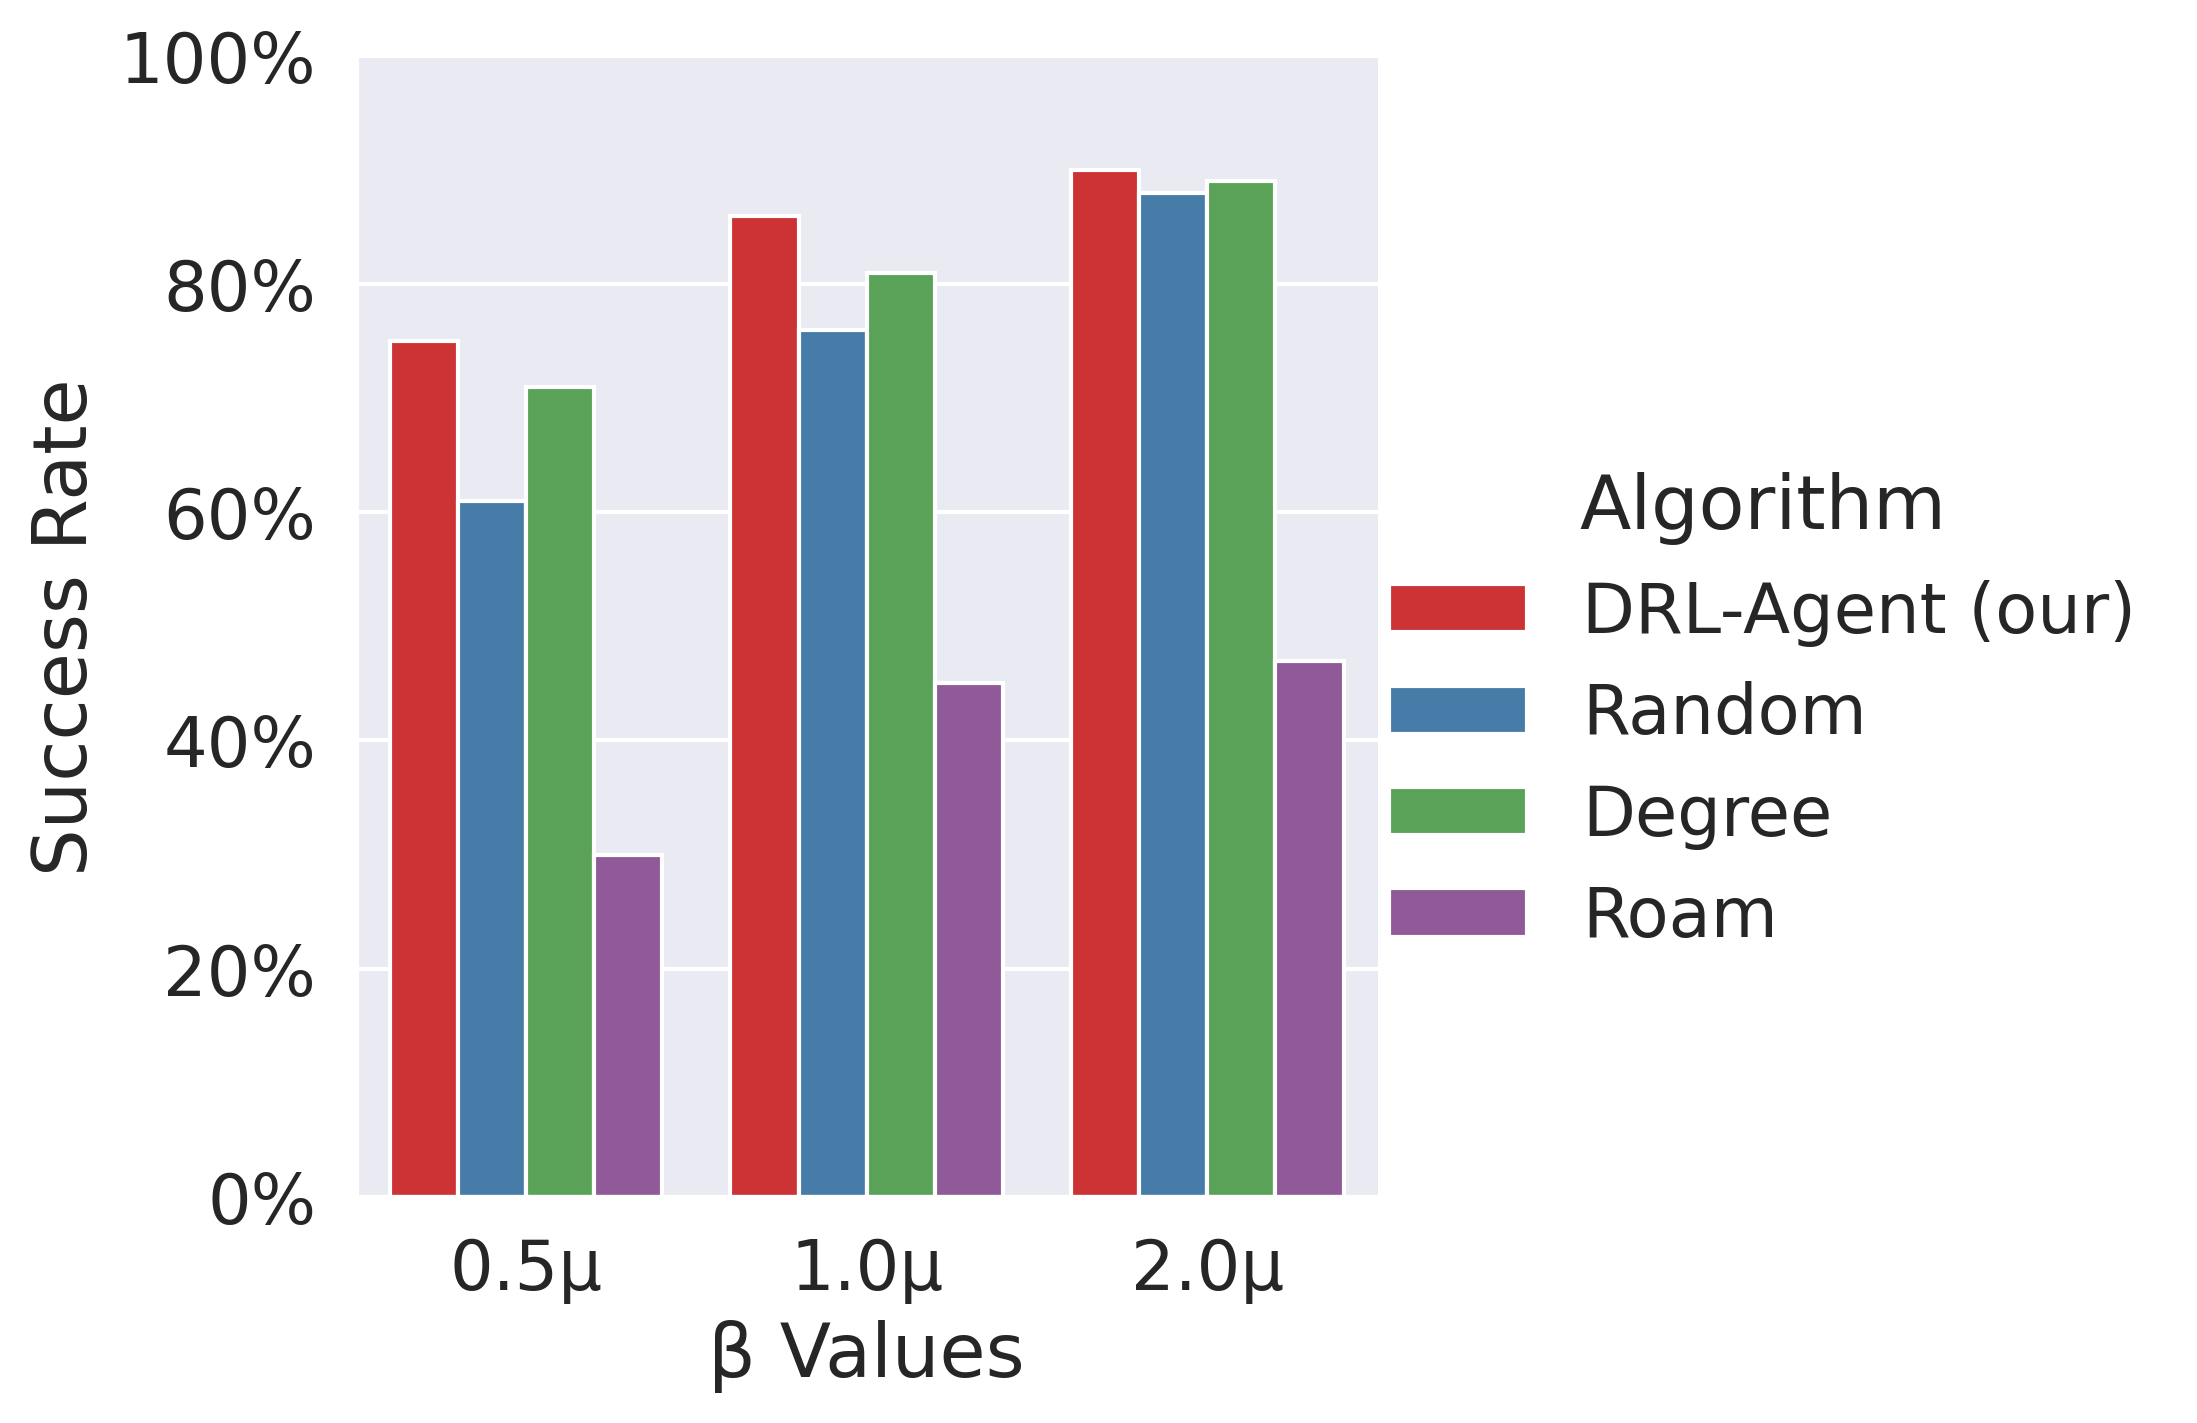 100%
80%
60%
40%
20%
0%
Success Rate
0.5μ
1.0μ
2.0μ
β Values
Algorithm
DRL-Agent (our)
Random
Degree
Roam